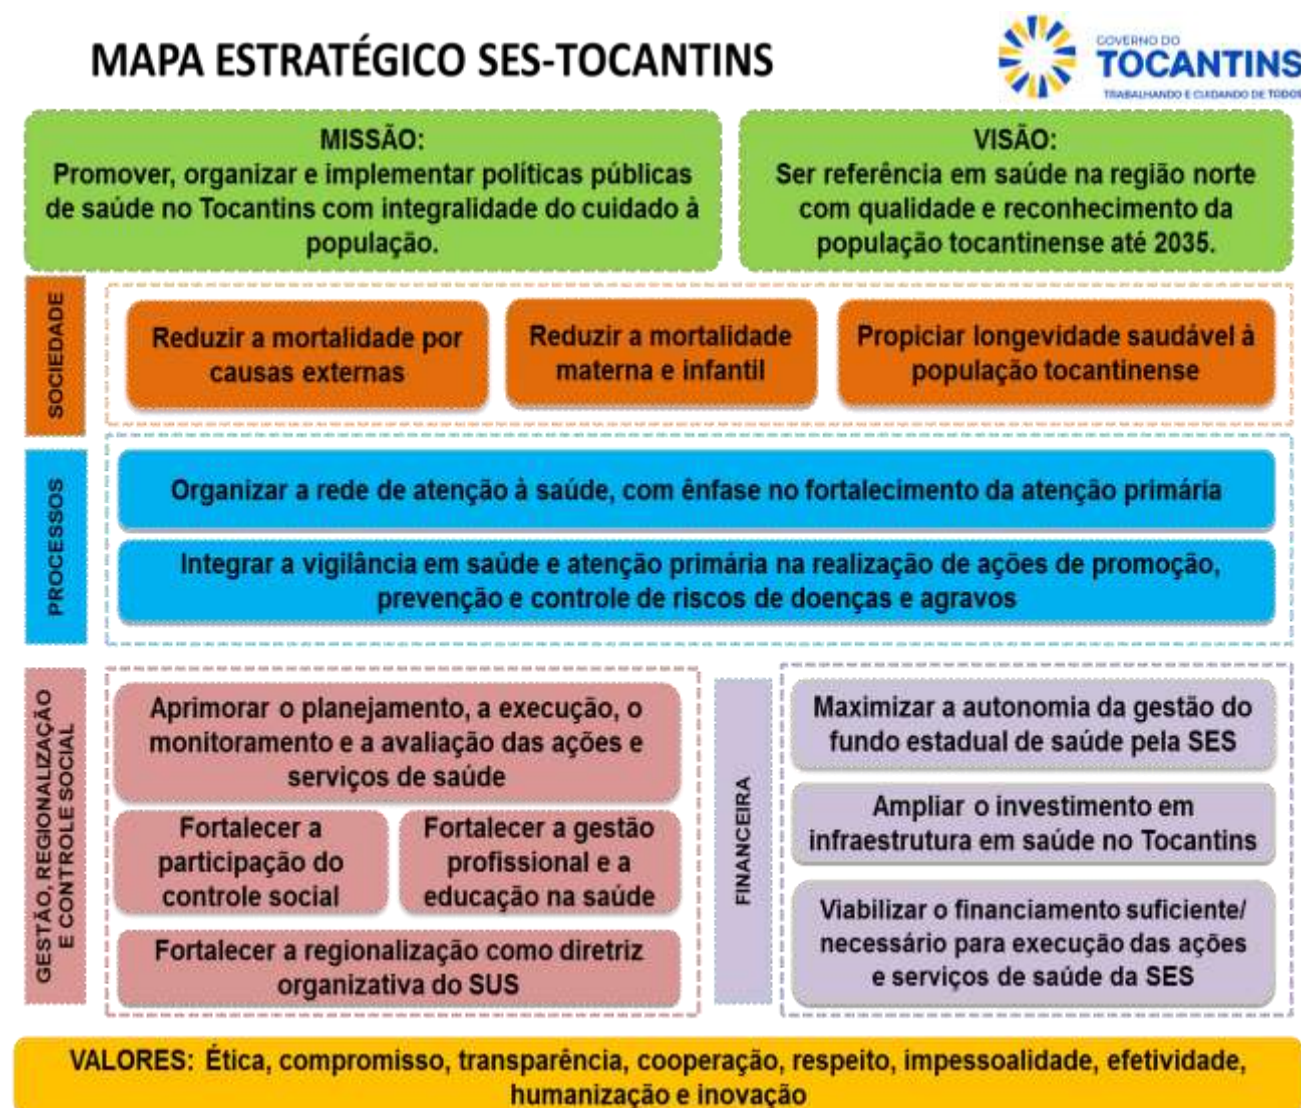 MAPA ESTRATÉGICO SES-TOCANTINS
GOVERNO DO
TOCANTINS
TRABALHANDO E CUIDANDO DE TODOS
MISSÃO:
Promover, organizar e implementar políticas públicas
de saúde no Tocantins com integralidade do cuidado à
população.
VISÃO:
Ser referência em saúde na região norte
com qualidade e reconhecimento da
população tocantinense até 2035.
SOCIEDADE
Reduzir a mortalidade por
causas externas
Reduzir a mortalidade
materna e infantil
Propiciar longevidade saudável à
população tocantinense
PROCESSOS
Organizar a rede de atenção à saúde, com ênfase no fortalecimento da atenção primária
Integrar a vigilância em saúde e atenção primária na realização de ações de promoção,
prevenção e controle de riscos de doenças e agravos
GESTÃO, REGIONALIZAÇÃO
E CONTROLE SOCIAL
Aprimorar o planejamento, a execução, o
monitoramento e a avaliação das ações e
serviços de saúde
Fortalecer a
participação do
controle social
Fortalecer a gestão
profissional e a
educação na saúde
Fortalecer a regionalização como diretriz
organizativa do SUS
FINANCEIRA
Maximizar a autonomia da gestão do
fundo estadual de saúde pela SES
Ampliar o investimento em
infraestrutura em saúde no Tocantins
Viabilizar o financiamento suficiente/
necessário para execução das ações
e serviços de saúde da SES
VALORES: Ética, compromisso, transparência, cooperação, respeito, impessoalidade, efetividade,
humanização e inovação